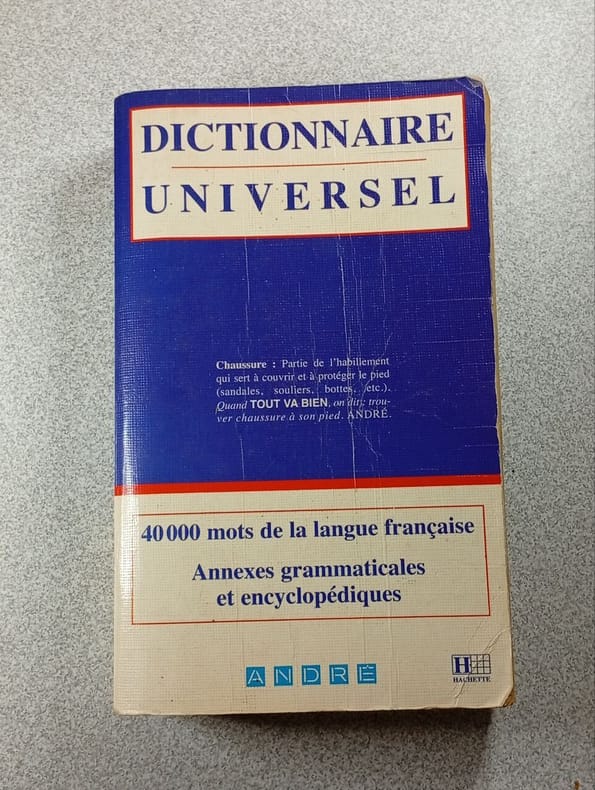 DICTIONNAIRE
UNIVERSEL
Chaussure : Partie de l'habillement
qui sert à couvrir et à protéger le pied
(sandales, souliers, bottes, etc.).
Quand TOUT VA BIEN, on dit : trou-
ver chaussure à son pied. ANDRÉ.
40 000 mots de la langue française
Annexes grammaticales
et encyclopédiques
ANDRÉ
H
HACHETTE